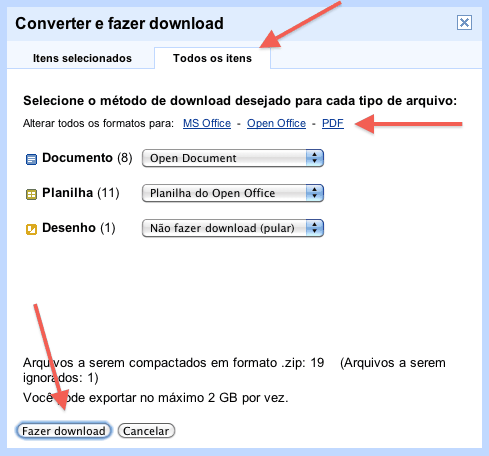 Converter e fazer download
Itens selecionados
Todos os itens
Selecione o método de download desejado para cada tipo de arquivo:
Alterar todos os formatos para: MS Office - Open Office - PDF
Documento (8) Open Document
Planilha (11) Planilha do Open Office
Desenho (1) Não fazer download (pular)
Arquivos a serem compactados em formato .zip: 19 (Arquivos a serem
ignorados: 1)
Você pode exportar no máximo 2 GB por vez.
Fazer download Cancelar